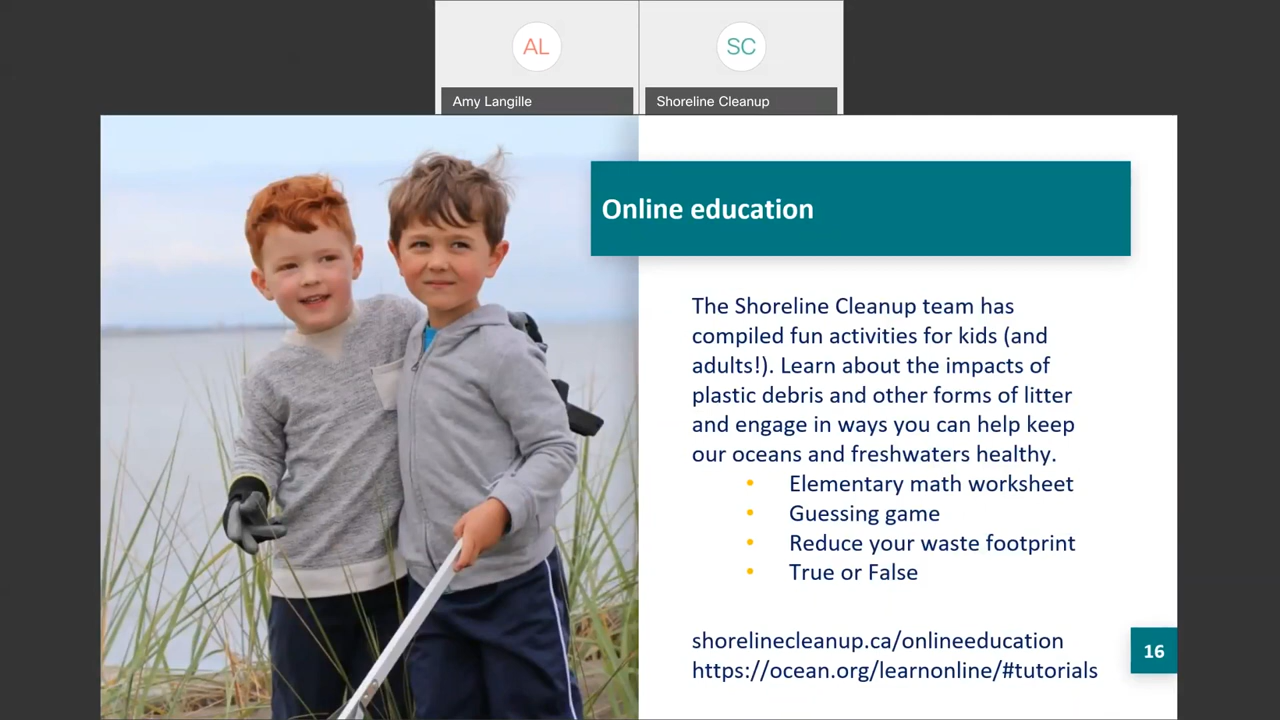 AL
SC
Amy Langille
Shoreline Cleanup
Online education
The Shoreline Cleanup team has
compiled fun activities for kids (and
adults!). Learn about the impacts of
plastic debris and other forms of litter
and engage in ways you can help keep
our oceans and freshwaters healthy.
• Elementary math worksheet
• Guessing game
• Reduce your waste footprint
• True or False
shorelinecleanup.ca/onlineeducation
https://ocean.org/learnonline/#tutorials
16